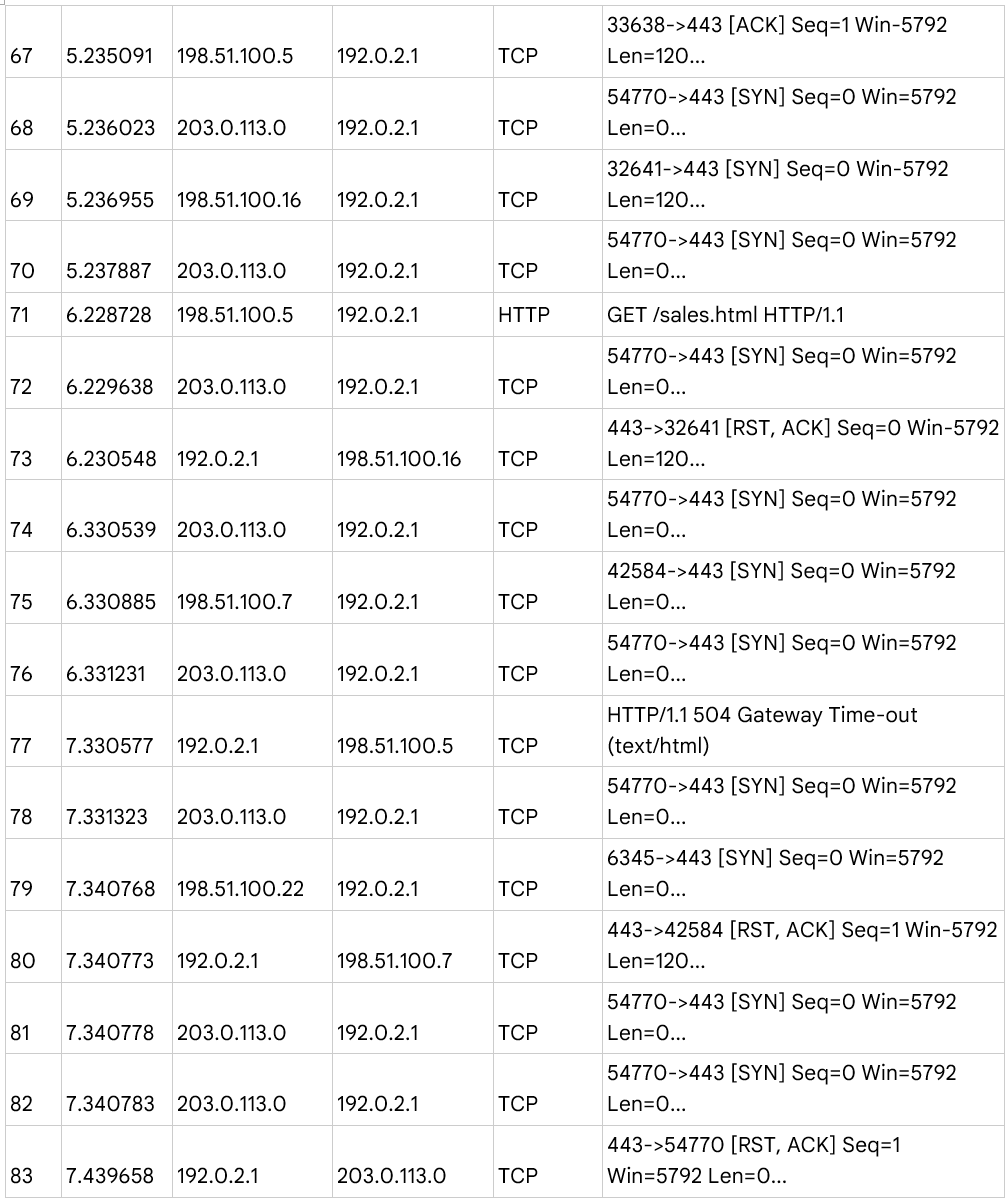 67 5.235091 198.51.100.5 192.0.2.1 TCP 33638->443 [ACK] Seq=1 Win-5792
Len=120...
68 5.236023 203.0.113.0 192.0.2.1 TCP 54770->443 [SYN] Seq=0 Win=5792
Len=0...
69 5.236955 198.51.100.16 192.0.2.1 TCP 32641->443 [SYN] Seq=0 Win-5792
Len=120...
70 5.237887 203.0.113.0 192.0.2.1 TCP 54770->443 [SYN] Seq=0 Win=5792
Len=0...
71 6.228728 198.51.100.5 192.0.2.1 HTTP GET /sales.html HTTP/1.1
72 6.229638 203.0.113.0 192.0.2.1 TCP 54770->443 [SYN] Seq=0 Win=5792
Len=0...
73 6.230548 192.0.2.1 198.51.100.16 TCP 443->32641 [RST, ACK] Seq=0 Win-5792
Len=120...
74 6.330539 203.0.113.0 192.0.2.1 TCP 54770->443 [SYN] Seq=0 Win=5792
Len=0...
75 6.330885 198.51.100.7 192.0.2.1 TCP 42584->443 [SYN] Seq=0 Win=5792
Len=0...
76 6.331231 203.0.113.0 192.0.2.1 TCP 54770->443 [SYN] Seq=0 Win=5792
Len=0...
77 7.330577 192.0.2.1 198.51.100.5 TCP HTTP/1.1 504 Gateway Time-out
(text/html)
78 7.331323 203.0.113.0 192.0.2.1 TCP 54770->443 [SYN] Seq=0 Win=5792
Len=0...
79 7.340768 198.51.100.22 192.0.2.1 TCP 6345->443 [SYN] Seq=0 Win=5792
Len=0...
80 7.340773 192.0.2.1 198.51.100.7 TCP 443->42584 [RST, ACK] Seq=1 Win-5792
Len=120...
81 7.340778 203.0.113.0 192.0.2.1 TCP 54770->443 [SYN] Seq=0 Win=5792
Len=0...
82 7.340783 203.0.113.0 192.0.2.1 TCP 54770->443 [SYN] Seq=0 Win=5792
Len=0...
83 7.439658 192.0.2.1 203.0.113.0 TCP 443->54770 [RST, ACK] Seq=1
Win=5792 Len=0...